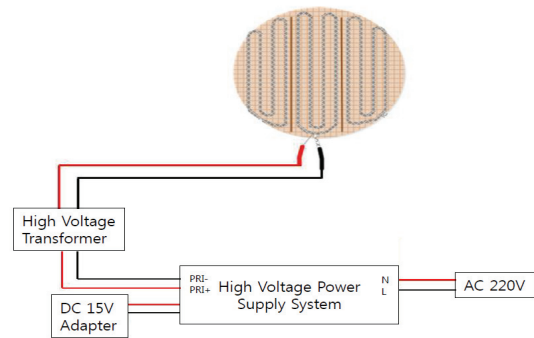 High Voltage
Transformer
PRI-
PRI+
High Voltage Power
Supply System
N
L
AC 220V
DC 15V
Adapter